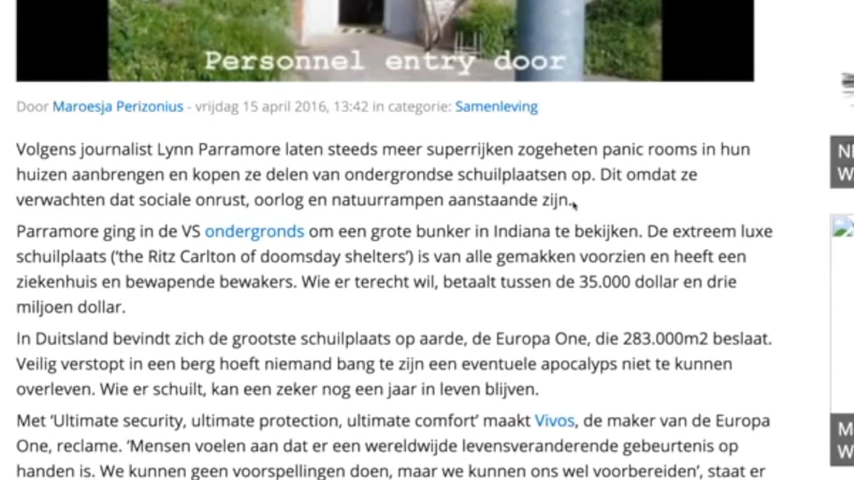 Personnel entry door
Door Maroesja Perizonius - vrijdag 15 april 2016, 13:42 in categorie: Samenleving
Volgens journalist Lynn Parramore laten steeds meer superrijken zogeheten panic rooms in hun
huizen aanbrengen en kopen ze delen van ondergrondse schuilplaatsen op. Dit omdat ze
verwachten dat sociale onrust, oorlog en natuurrampen aanstaande zijn.
Parramore ging in de VS ondergronds om een grote bunker in Indiana te bekijken. De extreem luxe
schuilplaats (‘the Ritz Carlton of doomsday shelters’) is van alle gemakken voorzien en heeft een
ziekenhuis en bewapende bewakers. Wie er terecht wil, betaalt tussen de 35.000 dollar en drie
miljoen dollar.
In Duitsland bevindt zich de grootste schuilplaats op aarde, de Europa One, die 283.000m2 beslaat.
Veilig verstopt in een berg hoeft niemand bang te zijn een eventuele apocalyps niet te kunnen
overleven. Wie er schuilt, kan een zeker nog een jaar in leven blijven.
Met ‘Ultimate security, ultimate protection, ultimate comfort’ maakt Vivos, de maker van de Europa
One, reclame. ‘Mensen voelen aan dat er een wereldwijde levensveranderende gebeurtenis op
handen is. We kunnen geen voorspellingen doen, maar we kunnen ons wel voorbereiden’, staat er
W
M
W